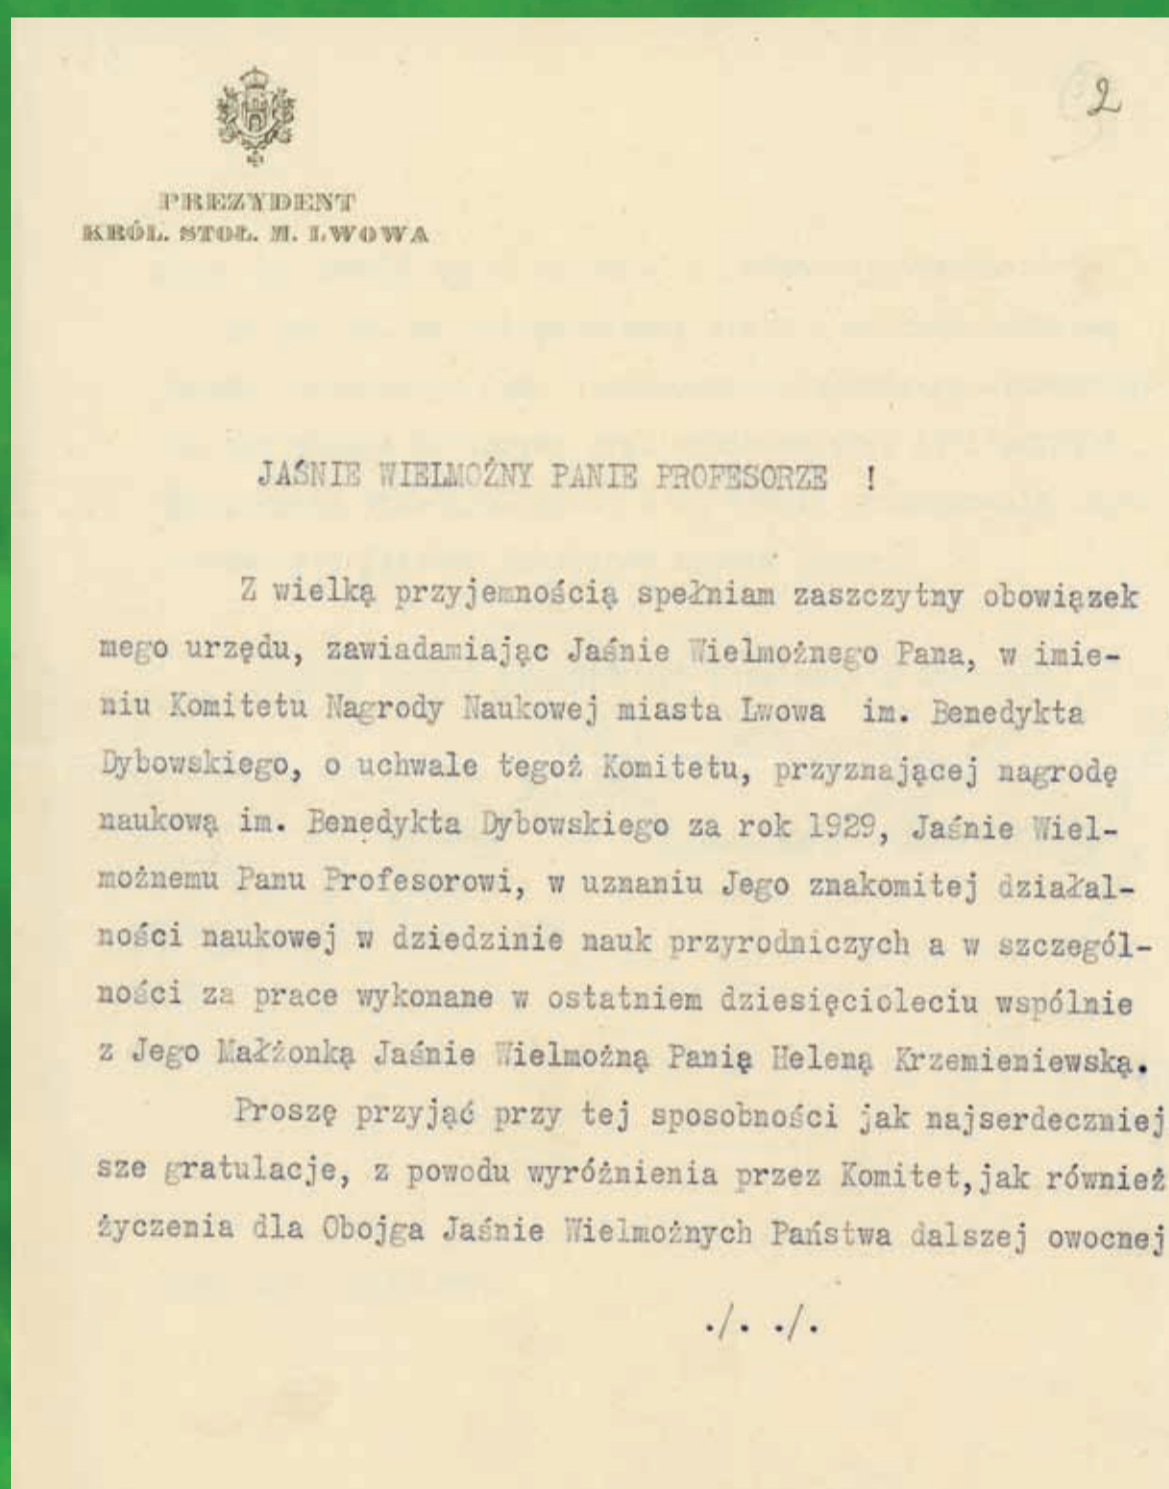 2
PREZYDENT
KRÓL. STOŁ. M. LWOWA
JAŚNIE WIELMOŻNY PANIE PROFESORZE !
Z wielką przyjemnością spełniam zaszczytny obowiązek
mego urzędu, zawiadamiając Jaśnie Wielmożnego Pana, w imie-
niu Komitetu Nagrody Naukowej miasta Lwowa im. Benedykta
Dybowskiego, o uchwale tegoż Komitetu, przyznającej nagrodę
naukową im. Benedykta Dybowskiego za rok 1929, Jaśnie Wiel-
możnemu Panu Profesorowi, w uznaniu Jego znakomitej działal-
ności naukowej w dziedzinie nauk przyrodniczych a w szczegól-
ności za prace wykonane w ostatniem dziesięcioleciu wspólnie
z Jego Małżonką Jaśnie Wielmożną Panią Heleną Krzemieniewską.
Proszę przyjąć przy tej sposobności jak najserdeczniej
sze gratulacje, z powodu wyróżnienia przez Komitet,jak również
życzenia dla Obojga Jaśnie Wielmożnych Państwa dalszej owocnej
./. ./.